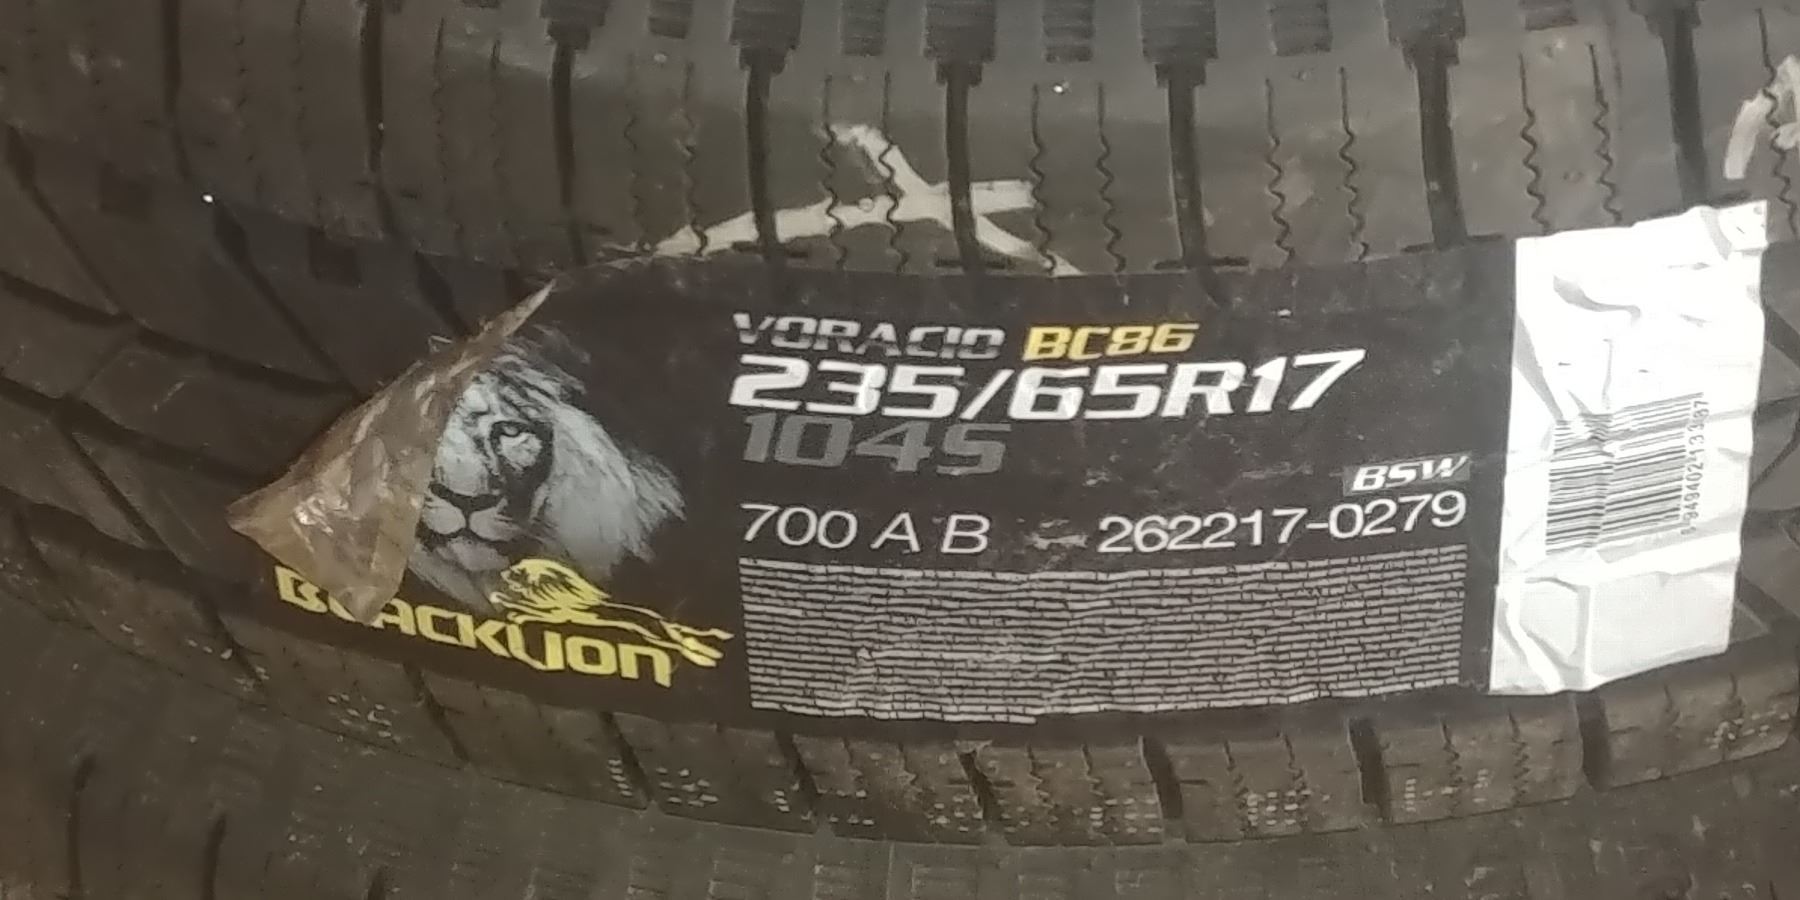 VORACIO BC86
235/65R17
104S
BSW
700 A B
262217-0279
BLACKLION